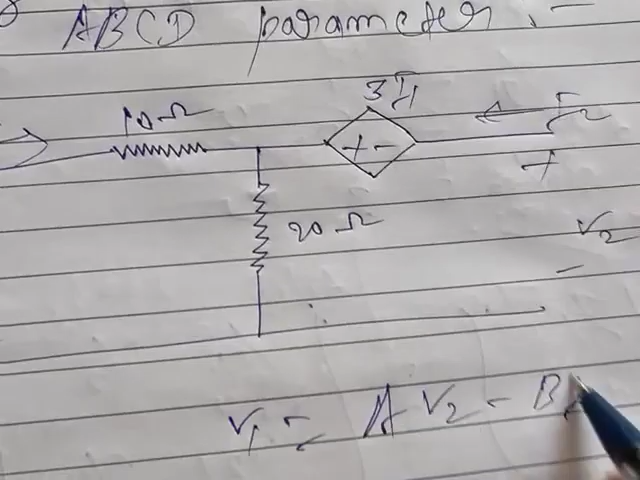 ABCD parameter :-
3I1
10Ω
I2
+ -
+
20Ω
V2
-
V1 = A V2 - B